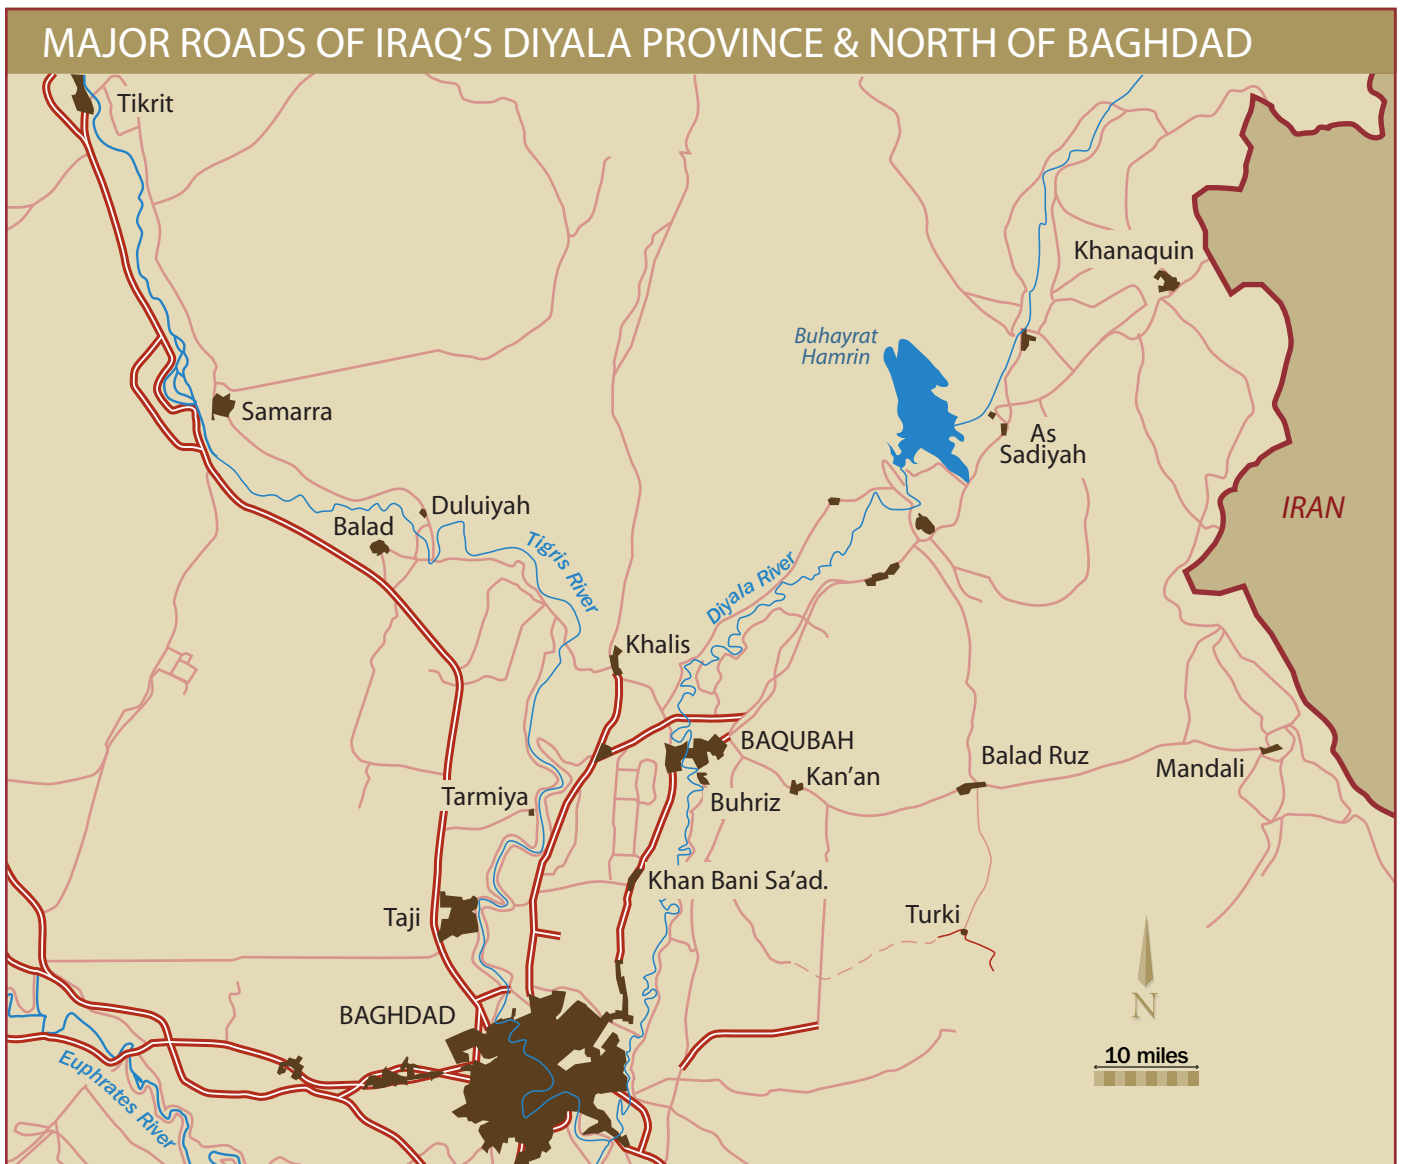 MAJOR ROADS OF IRAQ'S DIYALA PROVINCE & NORTH OF BAGHDAD
Tikrit
Khanaquin
Buhayrat
Hamrin
Samarra
As
Sadiyah
Duluiyah
Balad
IRAN
Tigris River
Diyala River
Khalis
BAQUBAH
Balad Ruz
Mandali
Kan'an
Tarmiya
Buhriz
Khan Bani Sa'ad.
Taji
Turki
BAGHDAD
N
10 miles
Euphrates River